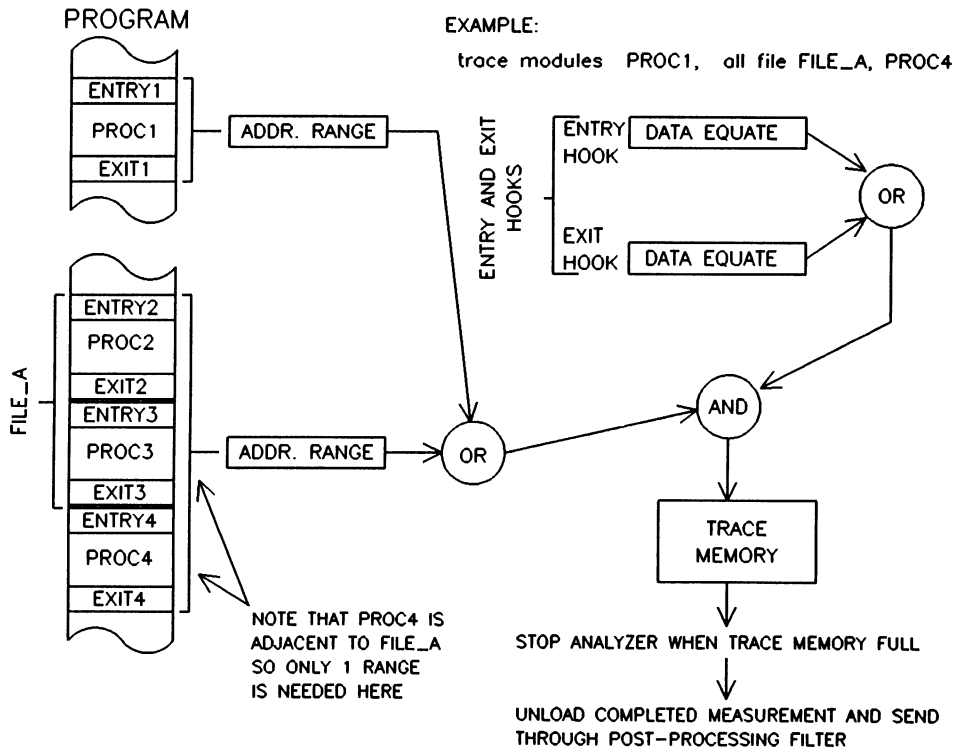 PROGRAM
EXAMPLE:
trace modules PROC1, all file FILE_A, PROC4
ENTRY1
PROC1
EXIT1
ADDR. RANGE
ENTRY AND EXIT
HOOKS
ENTRY
HOOK
DATA EQUATE
EXIT
HOOK
DATA EQUATE
OR
FILE_A
ENTRY2
PROC2
EXIT2
ENTRY3
PROC3
EXIT3
ENTRY4
PROC4
EXIT4
ADDR. RANGE
OR
AND
TRACE
MEMORY
NOTE THAT PROC4 IS
ADJACENT TO FILE_A
SO ONLY 1 RANGE
IS NEEDED HERE
STOP ANALYZER WHEN TRACE MEMORY FULL
UNLOAD COMPLETED MEASUREMENT AND SEND
THROUGH POST-PROCESSING FILTER